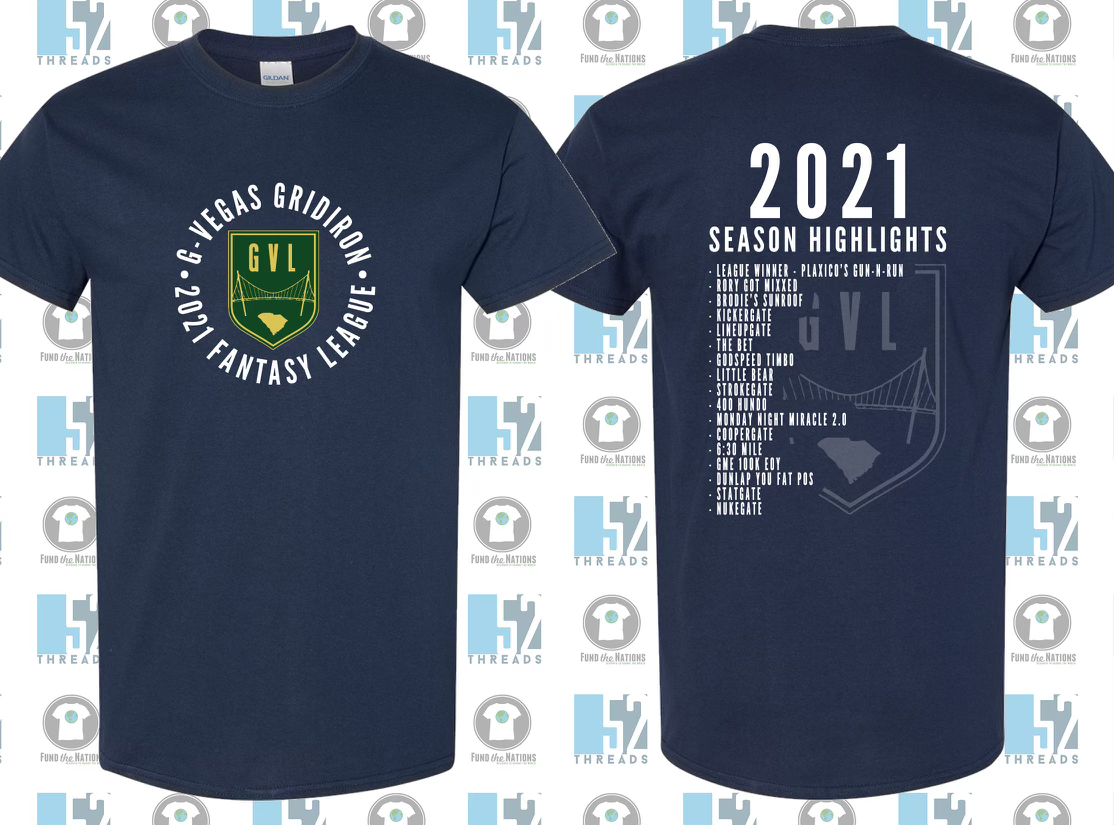 GILDAN
G-VEGAS GRIDIRON
• 2021 FANTASY LEAGUE •
GVL
2021
SEASON HIGHLIGHTS
· LEAGUE WINNER - PLAXICO'S GUN-N-RUN
· RORY GOT MIXXED
· BRODIE'S SUNROOF
· KICKERGATE
· LINEUPGATE
· THE BET
· GODSPEED TIMBO
· LITTLE BEAR
· STROKEGATE
· 400 HUNDO
· MONDAY NIGHT MIRACLE 2.0
· COOPERGATE
· 6:30 MILE
· GME 100K EOY
· DUNLAP YOU FAT POS
· STATGATE
· NUKEGATE
GVL
52
THREADS
FUND the NATIONS